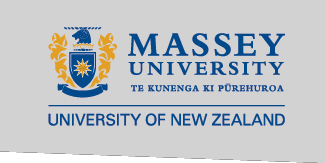 MASSEY
UNIVERSITY
TE KUNENGA KI PŪREHUROA
UNIVERSITY OF NEW ZEALAND